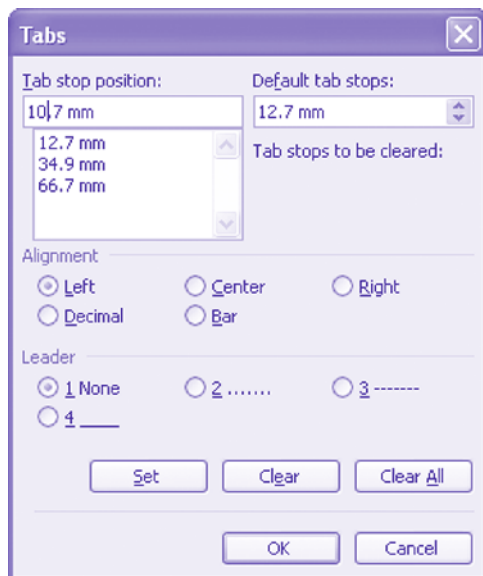 Tabs
Tab stop position:
Default tab stops:
10.7 mm
12.7 mm
12.7 mm
34.9 mm
66.7 mm
Tab stops to be cleared:
Alignment
Left
Center
Right
Decimal
Bar
Leader
1 None
2 .......
3 -------
4 ____
Set
Clear
Clear All
OK
Cancel